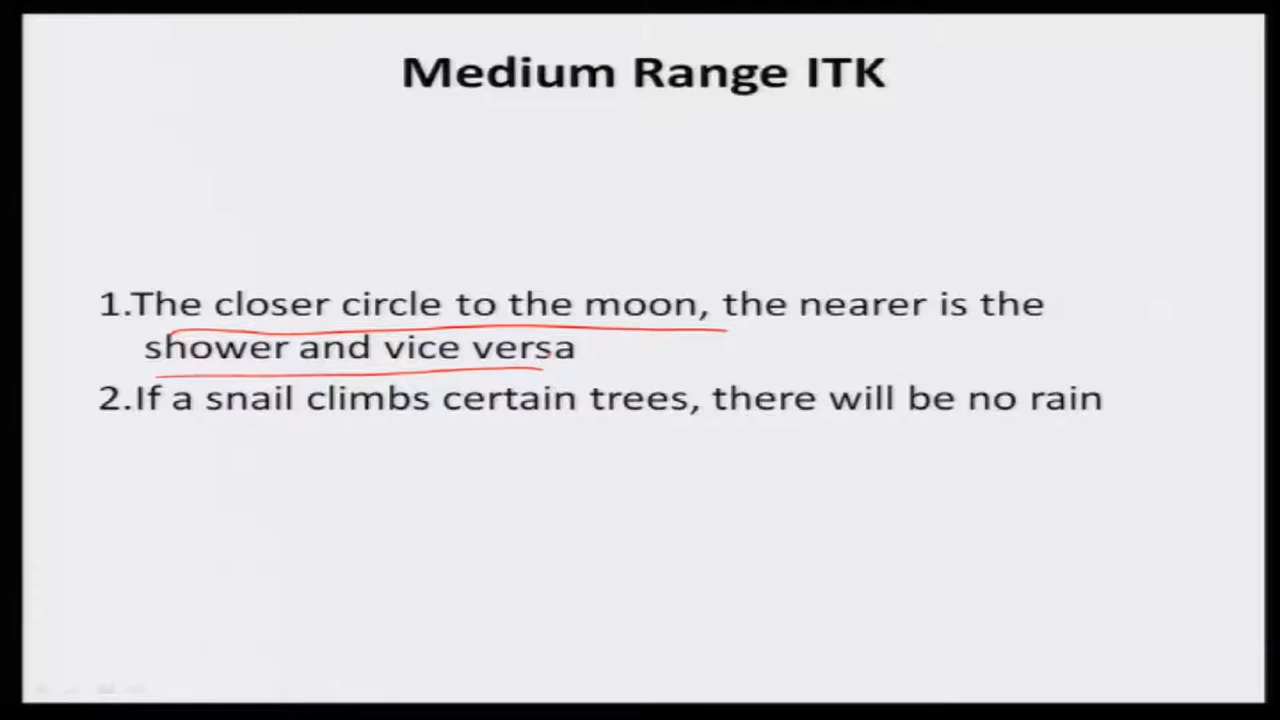 Medium Range ITK
1.The closer circle to the moon, the nearer is the
shower and vice versa
2.If a snail climbs certain trees, there will be no rain